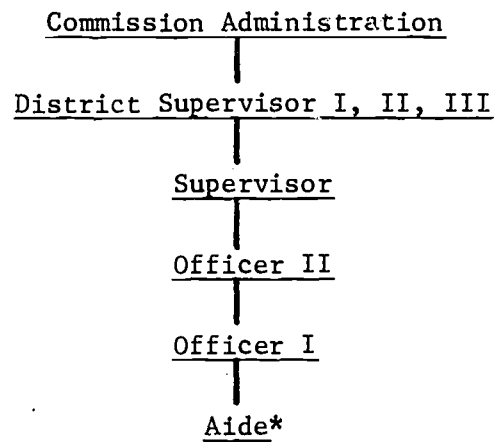 Commission Administration
District Supervisor I, II, III
Supervisor
Officer II
Officer I
Aide*